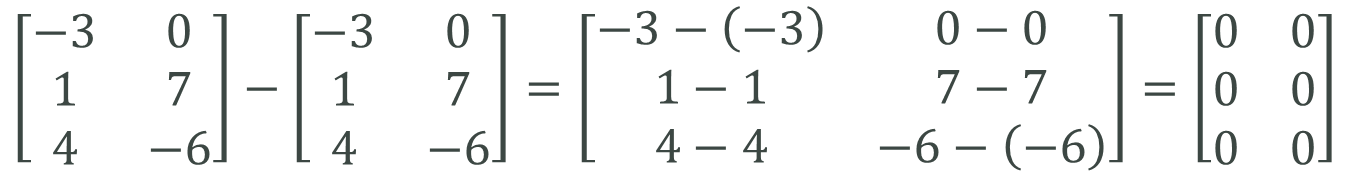 [−3 0 − [−3 0 = [−3 − (−3) 0 − 0 = [0 0
1 7] − [1 7] = 1 − 1 7 − 7] = 0 0]
4 −6 4 −6 4 − 4 −6 − (−6) 0 0